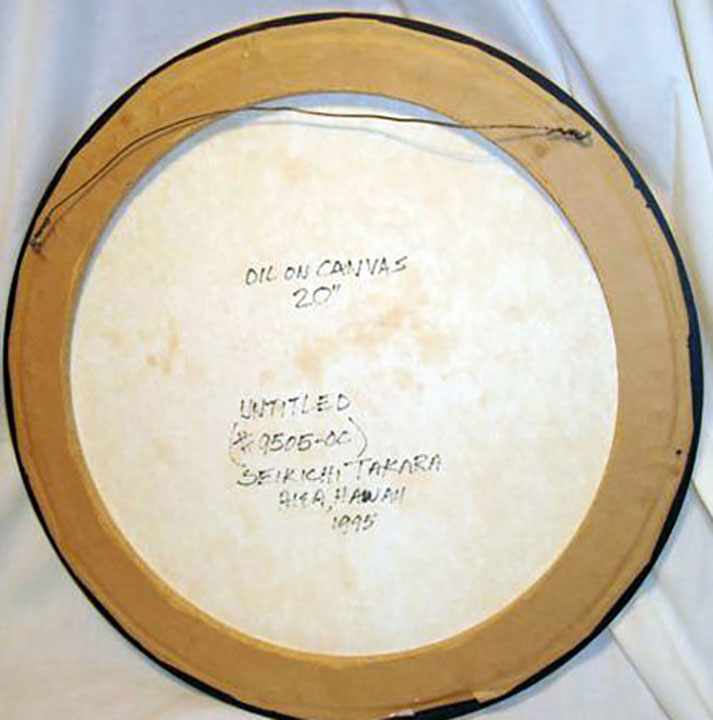 OIL ON CANVAS
20"
UNTITLED
(#9505-OC)
SEIKICHI TAKARA
AIEA, HAWAII
1995